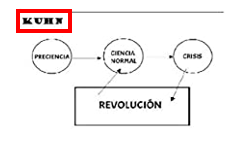 KUHN
PRECIENCIA
CIENCIA
NORMAL
CRISIS
REVOLUCIÓN